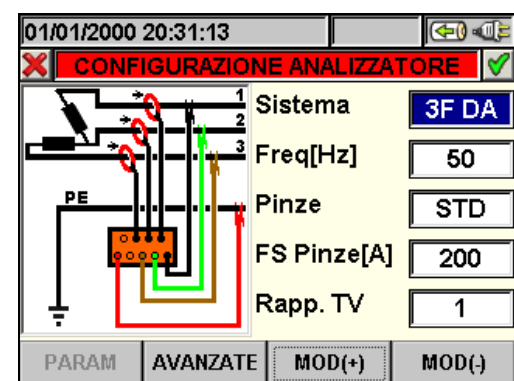 01/01/2000 20:31:13
CONFIGURAZIONE ANALIZZATORE
1
2
3
PE
Sistema 3F DA
Freq[Hz] 50
Pinze STD
FS Pinze[A] 200
Rapp. TV 1
PARAM AVANZATE MOD(+) MOD(-)